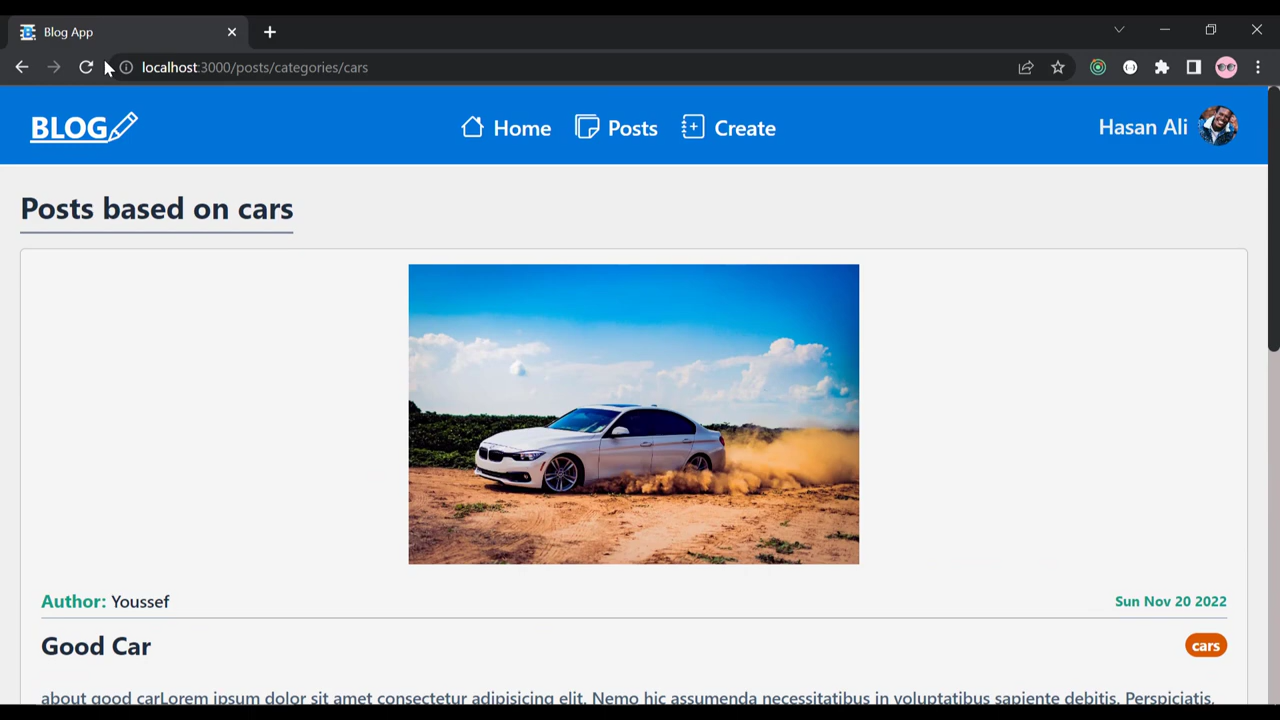 Blog App
localhost:3000/posts/categories/cars
BLOG
Home
Posts
Create
Hasan Ali
Posts based on cars
Author: Youssef
Sun Nov 20 2022
Good Car
cars
about good carLorem ipsum dolor sit amet consectetur adipisicing elit. Nemo hic assumenda necessitatibus in voluptatibus sapiente debitis. Perspiciatis,